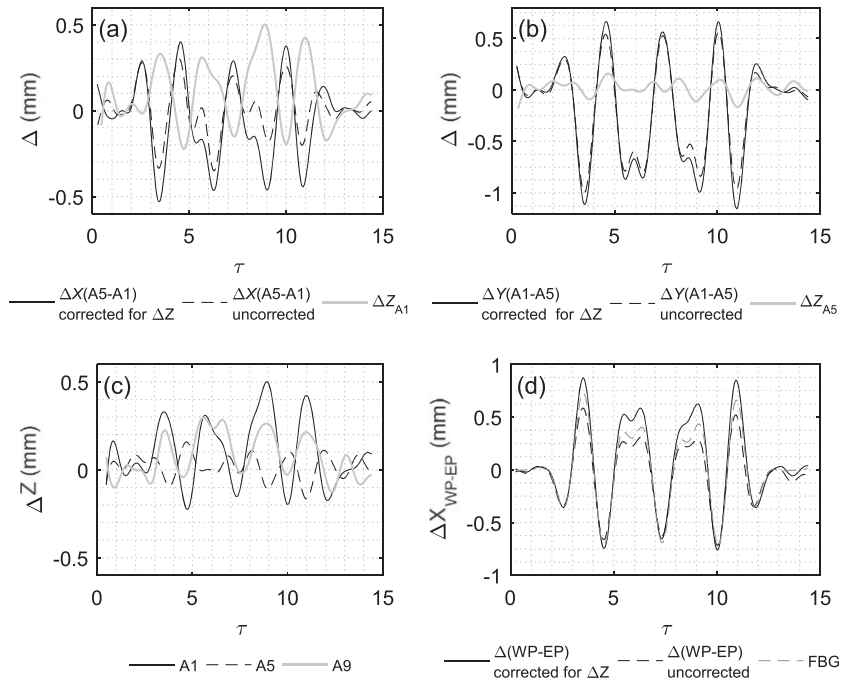 (a)
0.5
0
-0.5
Δ (mm)
0 5 10 15
τ
ΔX(A5-A1) corrected for ΔZ
ΔX(A5-A1) uncorrected
ΔZA1
(b)
0.5
0
-0.5
-1
Δ (mm)
0 5 10 15
τ
ΔY(A1-A5) corrected for ΔZ
ΔY(A1-A5) uncorrected
ΔZA5
(c)
0.5
0
-0.5
ΔZ (mm)
0 5 10 15
τ
A1 A5 A9
(d)
1
0.5
0
-0.5
-1
ΔXWP-EP (mm)
0 5 10 15
τ
Δ(WP-EP) corrected for ΔZ
Δ(WP-EP) uncorrected
FBG